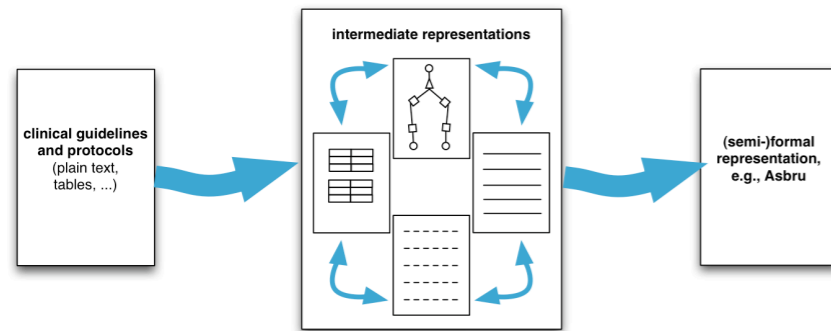 intermediate representations
clinical guidelines
and protocols
(plain text,
tables, ...)
(semi-)formal
representation,
e.g., Asbru